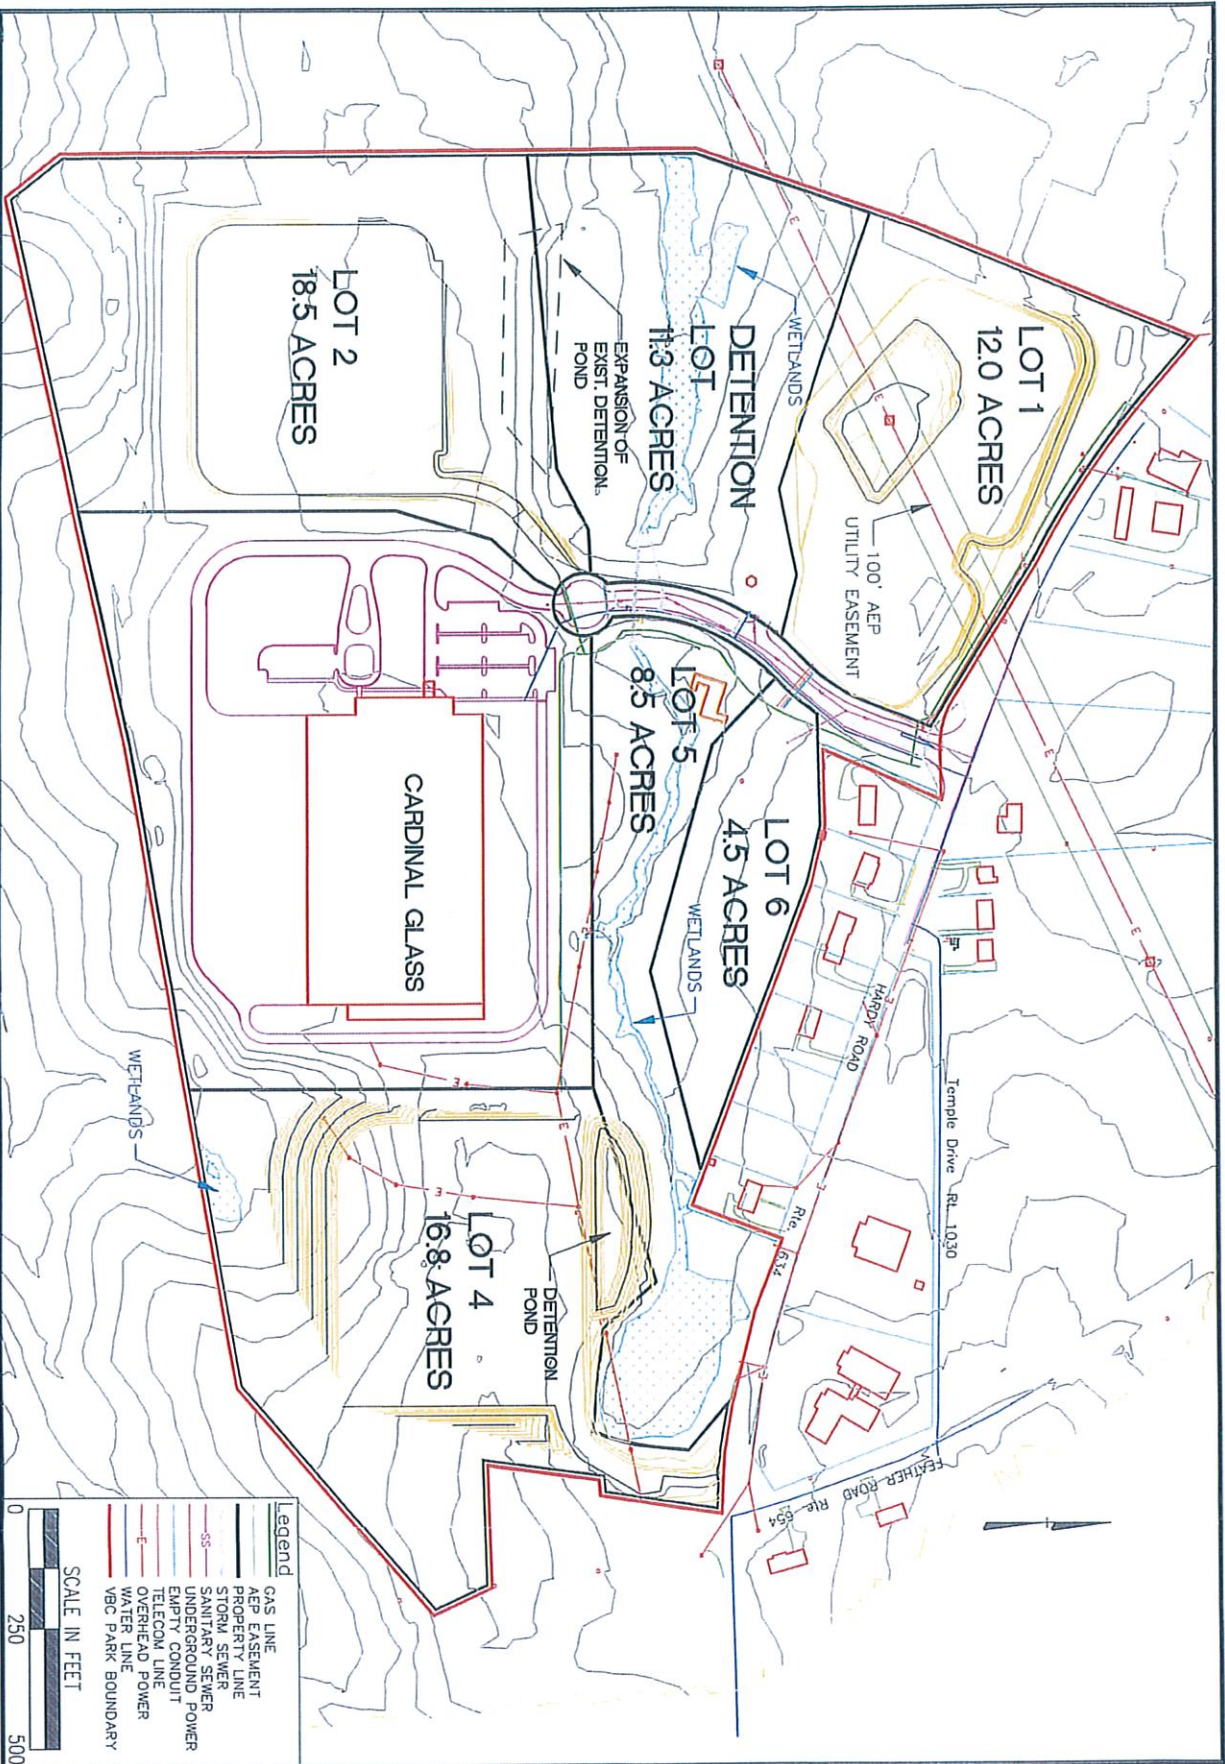 LOT 1
12.0 ACRES
100' AEP
UTILITY EASEMENT
WETLANDS
DETENTION
LOT
11.3 ACRES
EXPANSION OF
EXIST. DETENTION
POND
LOT 2
18.5 ACRES
LOT 6
4.5 ACRES
LOT 5
8.5 ACRES
WETLANDS
CARDINAL GLASS
HARDY ROAD
Rte. 634
Temple Drive Rt. 1030
FEATHER ROAD Rte 654
DETENTION
POND
LOT 4
16.8 ACRES
WETLANDS
E
E
E
E
E
E
E
E
Legend
GAS LINE
AEP EASEMENT
PROPERTY LINE
STORM SEWER
SS SANITARY SEWER
UNDERGROUND POWER
EMPTY CONDUIT
TELECOM LINE
E OVERHEAD POWER
WATER LINE
VBC PARK BOUNDARY
SCALE IN FEET
0 250 500